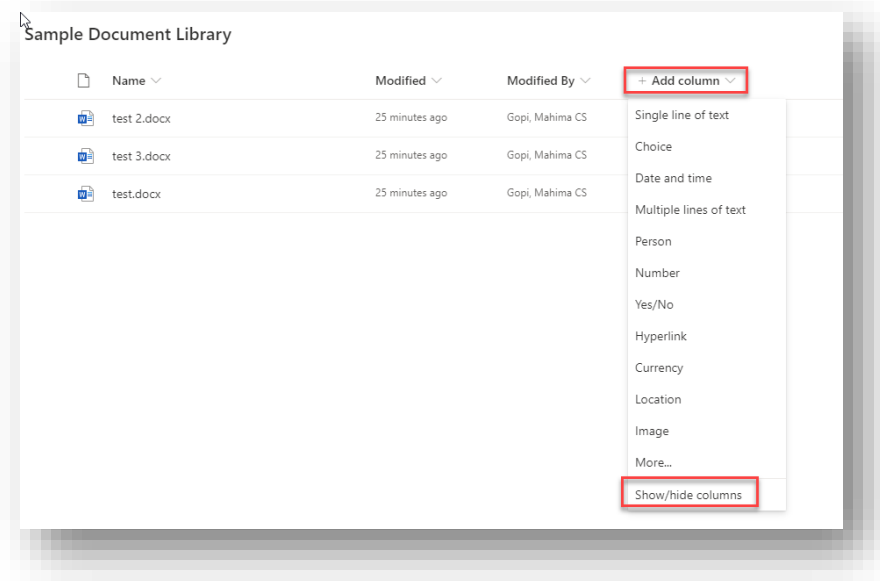 Sample Document Library
Name Modified Modified By + Add column
test 2.docx 25 minutes ago Gopi, Mahima CS
test 3.docx 25 minutes ago Gopi, Mahima CS
test.docx 25 minutes ago Gopi, Mahima CS
Single line of text
Choice
Date and time
Multiple lines of text
Person
Number
Yes/No
Hyperlink
Currency
Location
Image
More...
Show/hide columns